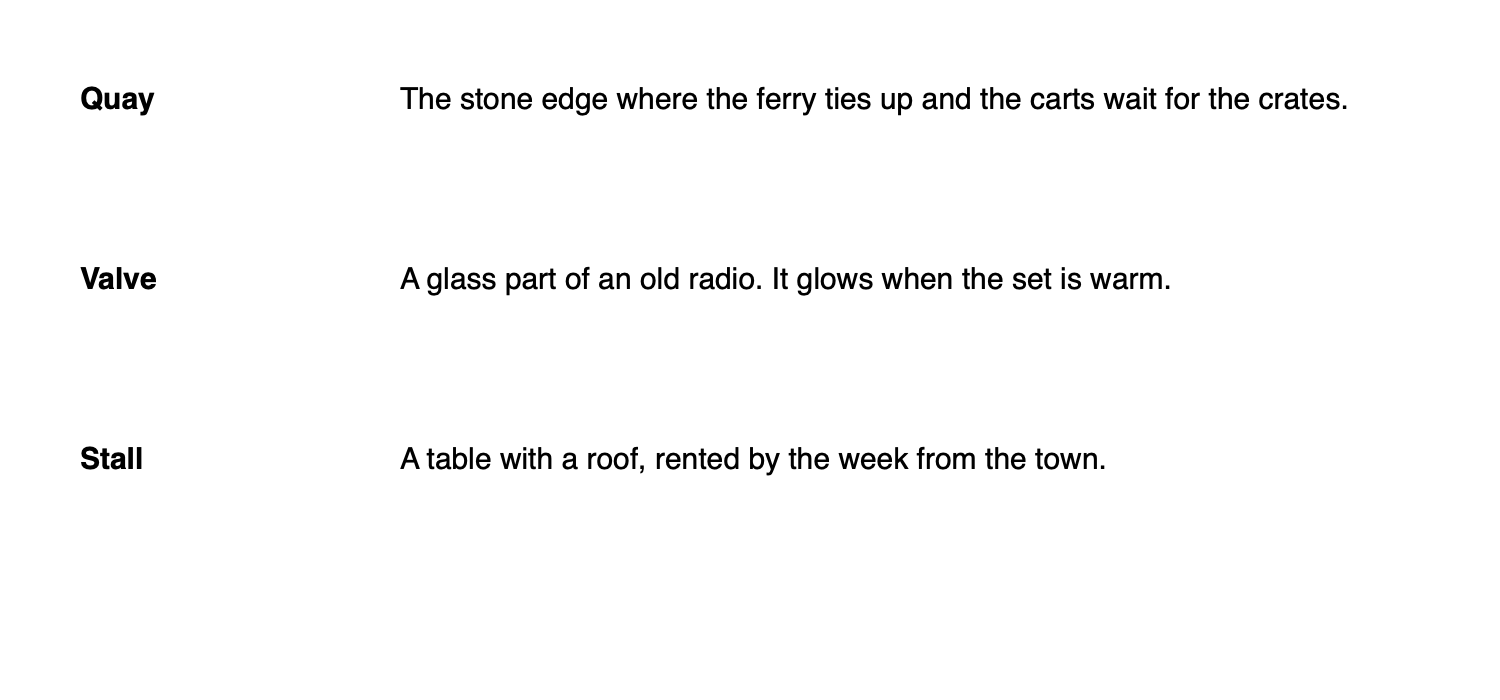 Quay The stone edge where the ferry ties up and the carts wait for the crates.
Valve A glass part of an old radio. It glows when the set is warm.
Stall A table with a roof, rented by the week from the town.